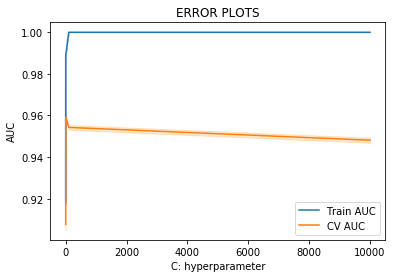 ERROR PLOTS
AUC
1.00
0.98
0.96
0.94
0.92
0
2000
4000
6000
8000
10000
C: hyperparameter
Train AUC
CV AUC